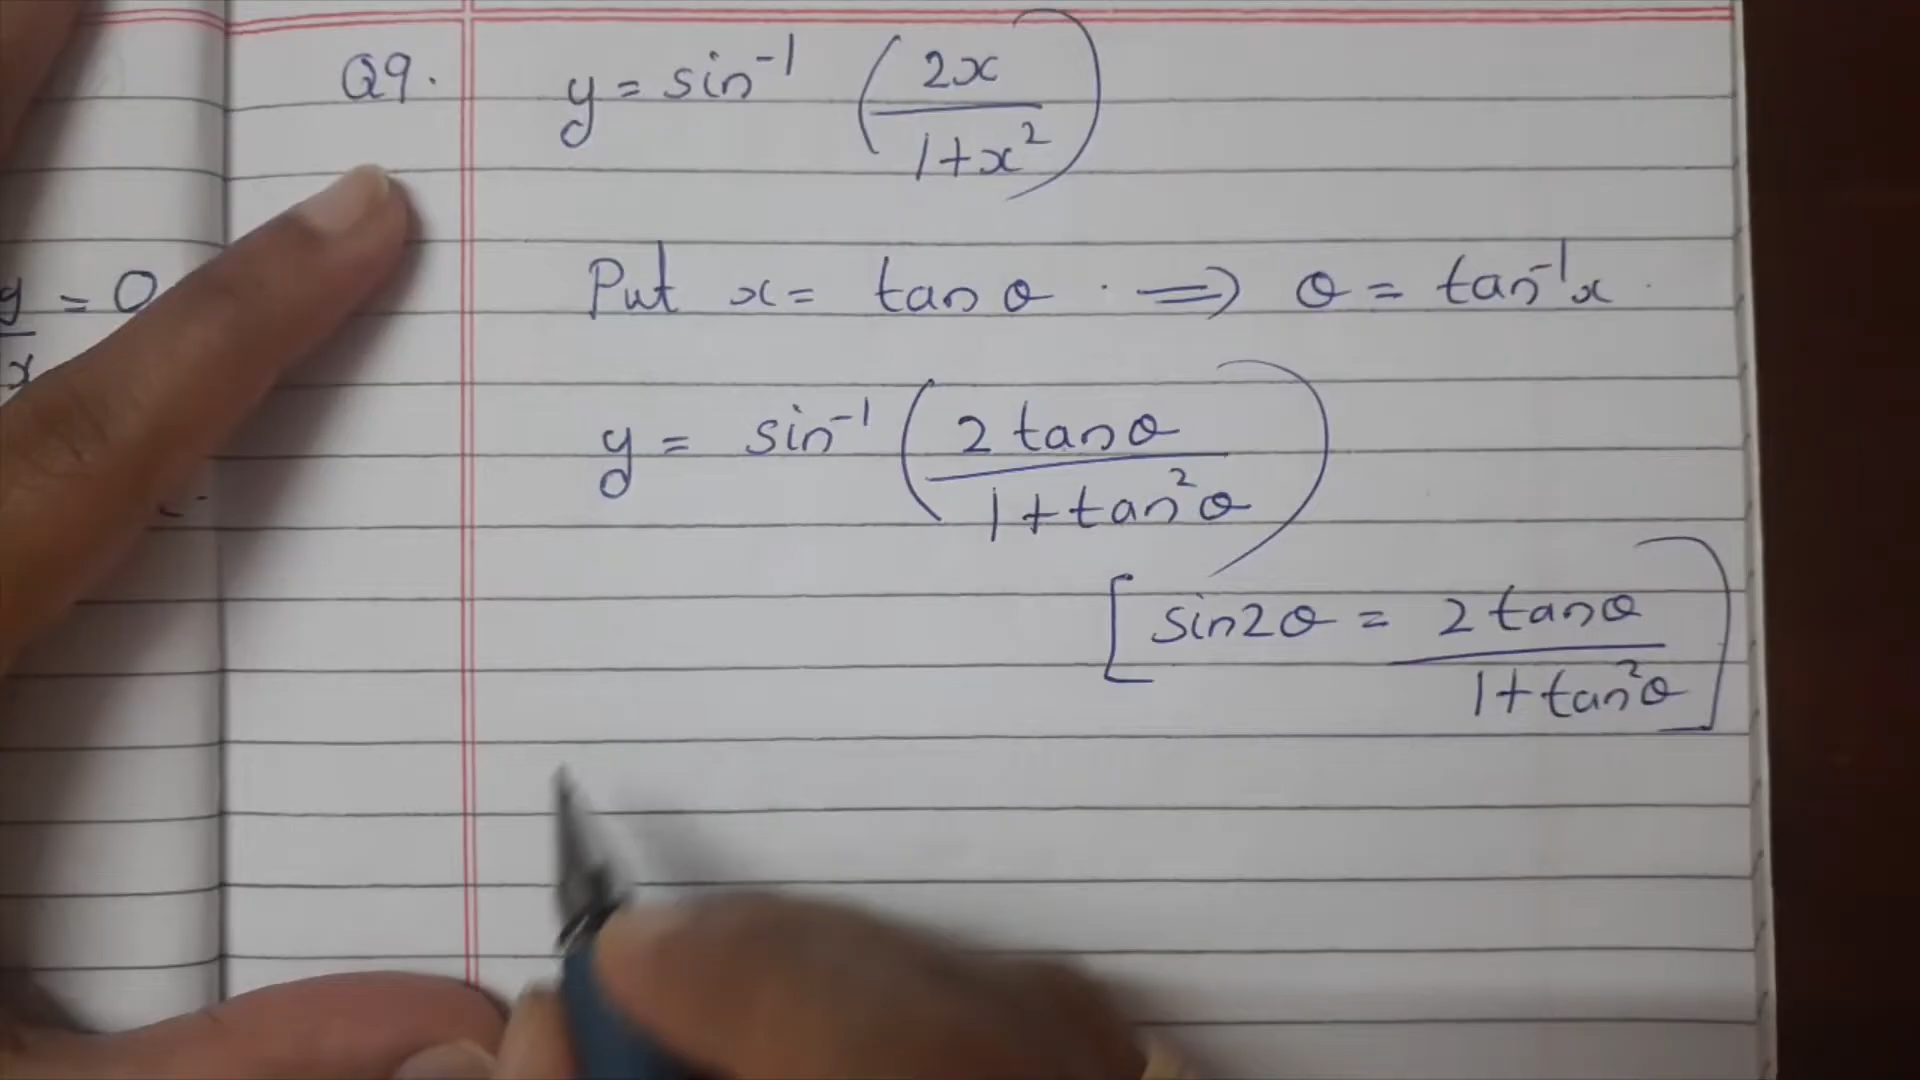 Q9. y = sin⁻¹ (2x / 1+x²)
Put x = tan θ . ⟹ θ = tan⁻¹x .
y = sin⁻¹ (2 tan θ / 1+tan²θ)
[sin2θ = 2 tanθ / 1+tan²θ]
= 0
x